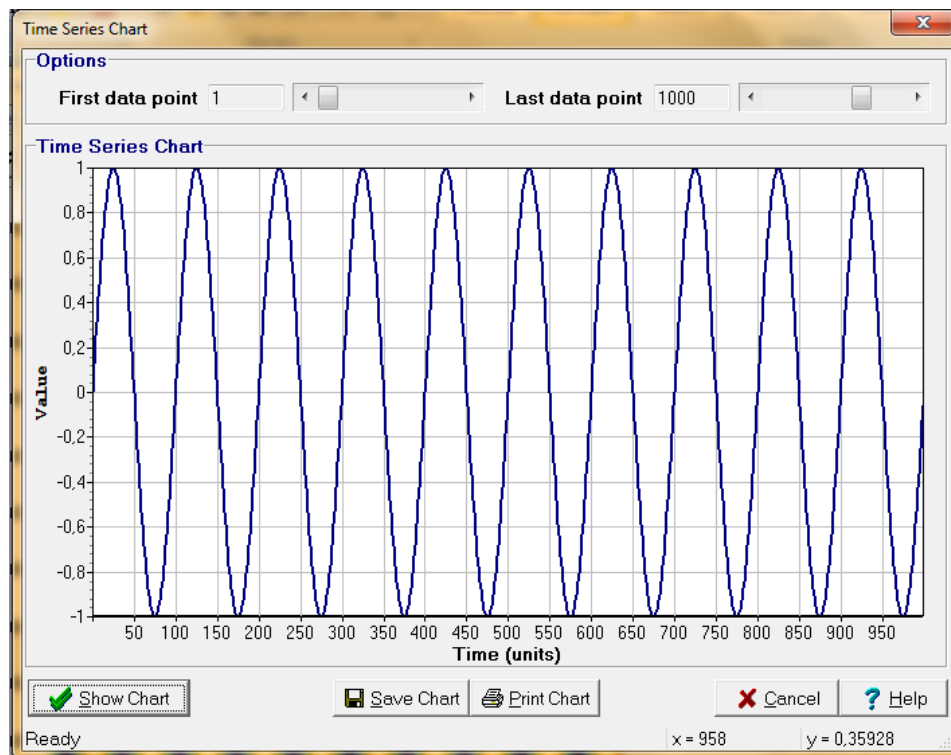 Time Series Chart
Options
First data point 1 Last data point 1000
Time Series Chart
1
0,8
0,6
0,4
0,2
0
-0,2
-0,4
-0,6
-0,8
-1
Value
50 100 150 200 250 300 350 400 450 500 550 600 650 700 750 800 850 900 950
Time (units)
Show Chart Save Chart Print Chart Cancel ? Help
Ready x = 958 y = 0,35928